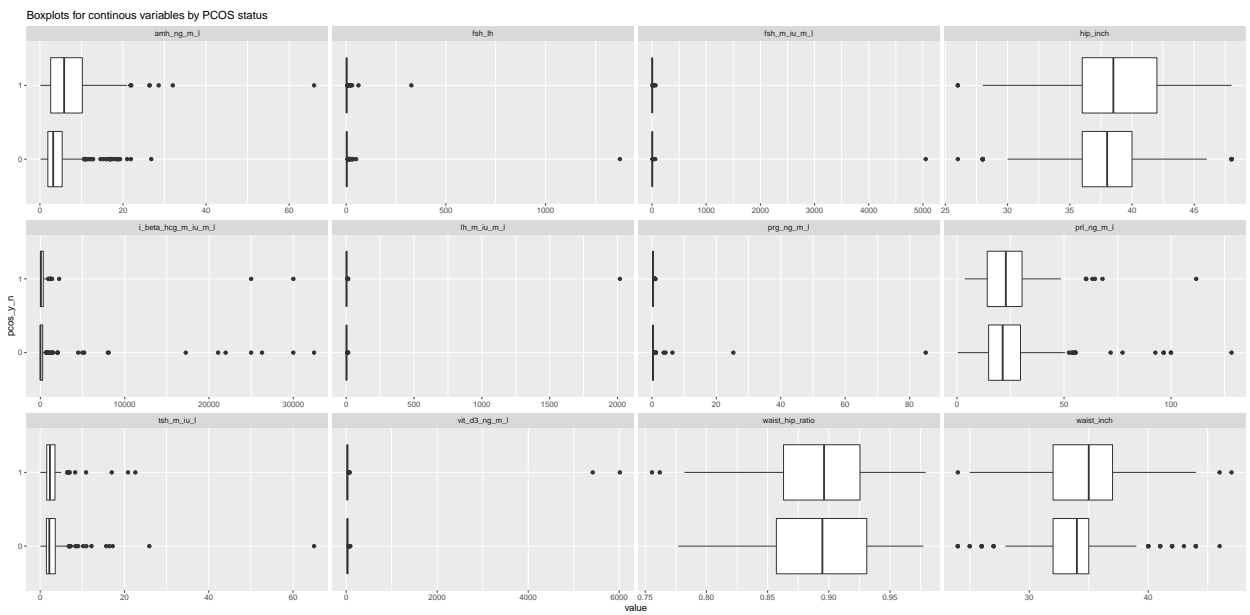 Boxplots for continous variables by PCOS status
amh_ng_m_l fsh_lh fsh_m_iu_m_l hip_inch
1
0
0 20 40 60 0 500 1000 0 1000 2000 3000 4000 5000 25 30 35 40 45
i_beta_hcg_m_iu_m_l lh_m_iu_m_l prg_ng_m_l prl_ng_m_l
pcos_y_n
1
0
0 10000 20000 30000 0 500 1000 1500 2000 0 20 40 60 80 0 50 100
tsh_m_iu_l vit_d3_ng_m_l waist_hip_ratio waist_inch
1
0
0 20 40 60 0 2000 4000 6000 0.75 0.80 0.85 0.90 0.95 30 40
value